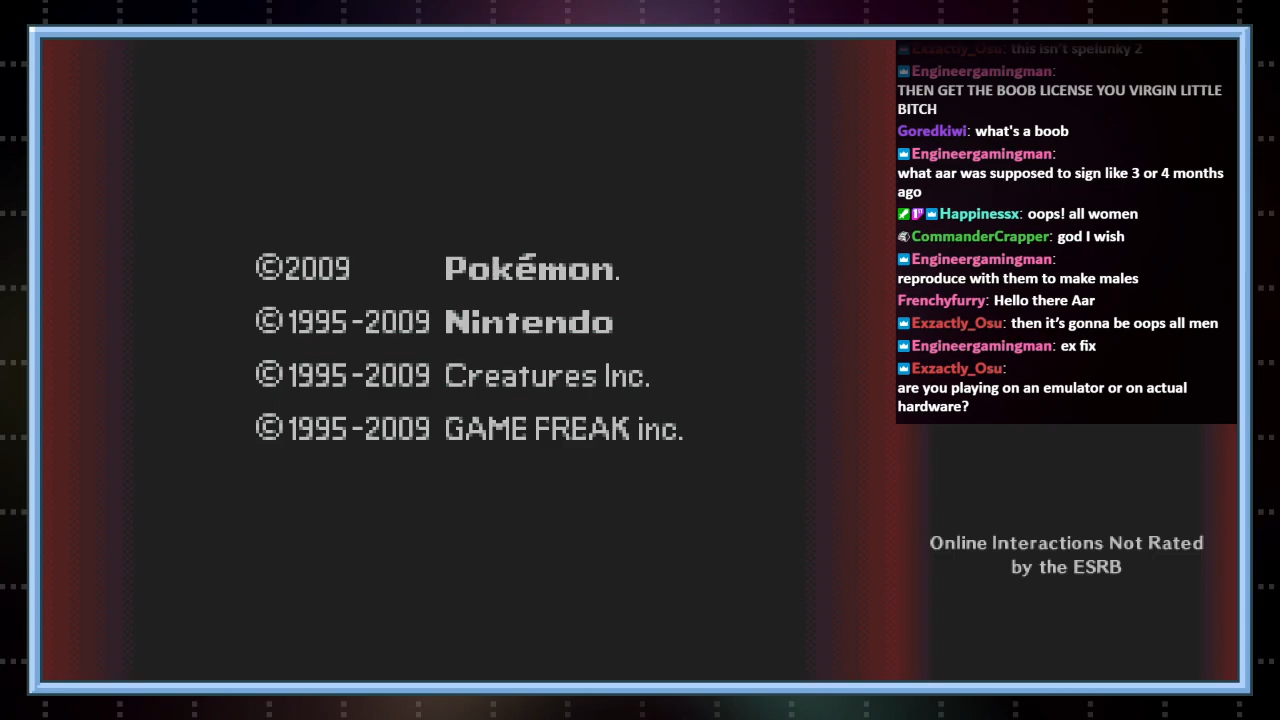 ©2009 Pokémon.
©1995-2009 Nintendo
©1995-2009 Creatures Inc.
©1995-2009 GAME FREAK inc.
Exzactly_Osu: this isn't spelunky 2
Engineergamingman:
THEN GET THE BOOB LICENSE YOU VIRGIN LITTLE
BITCH
Goredkiwi: what's a boob
Engineergamingman:
what aar was supposed to sign like 3 or 4 months
ago
Happinessx: oops! all women
CommanderCrapper: god I wish
Engineergamingman:
reproduce with them to make males
Frenchyfurry: Hello there Aar
Exzactly_Osu: then it’s gonna be oops all men
Engineergamingman: ex fix
Exzactly_Osu:
are you playing on an emulator or on actual
hardware?
Online Interactions Not Rated
by the ESRB